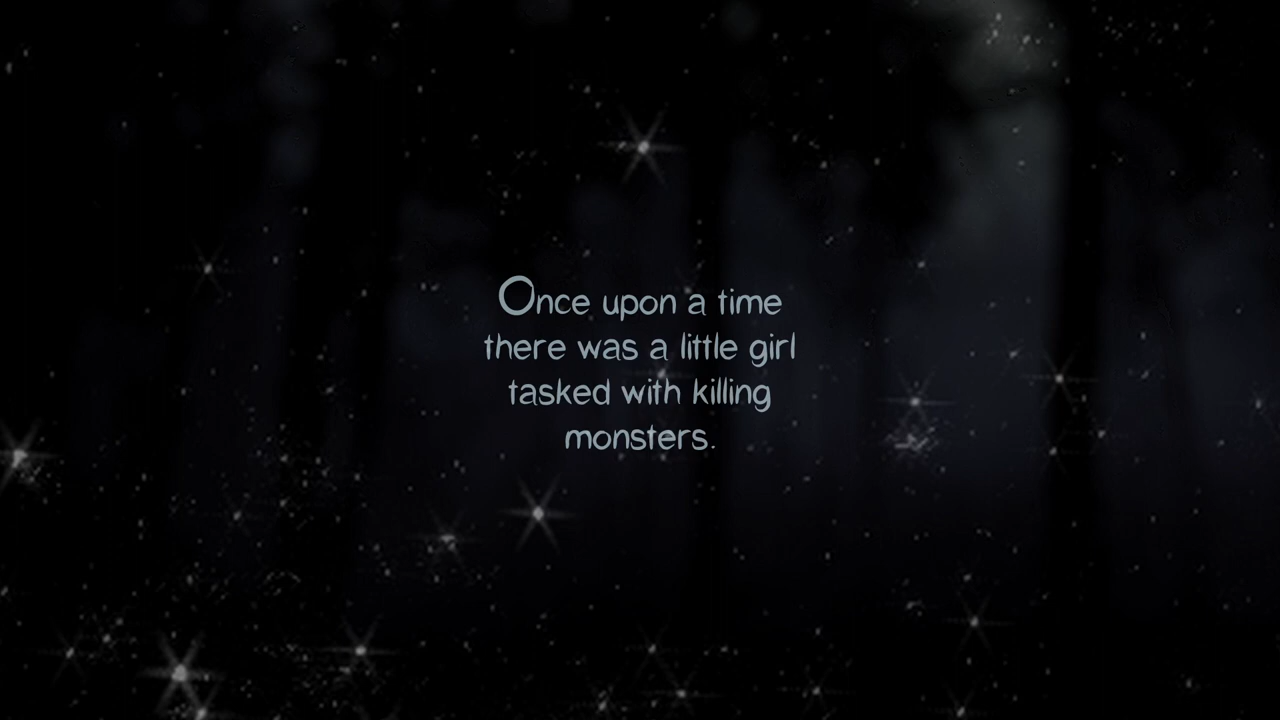 Once upon a time
there was a little girl
tasked with killing
monsters.